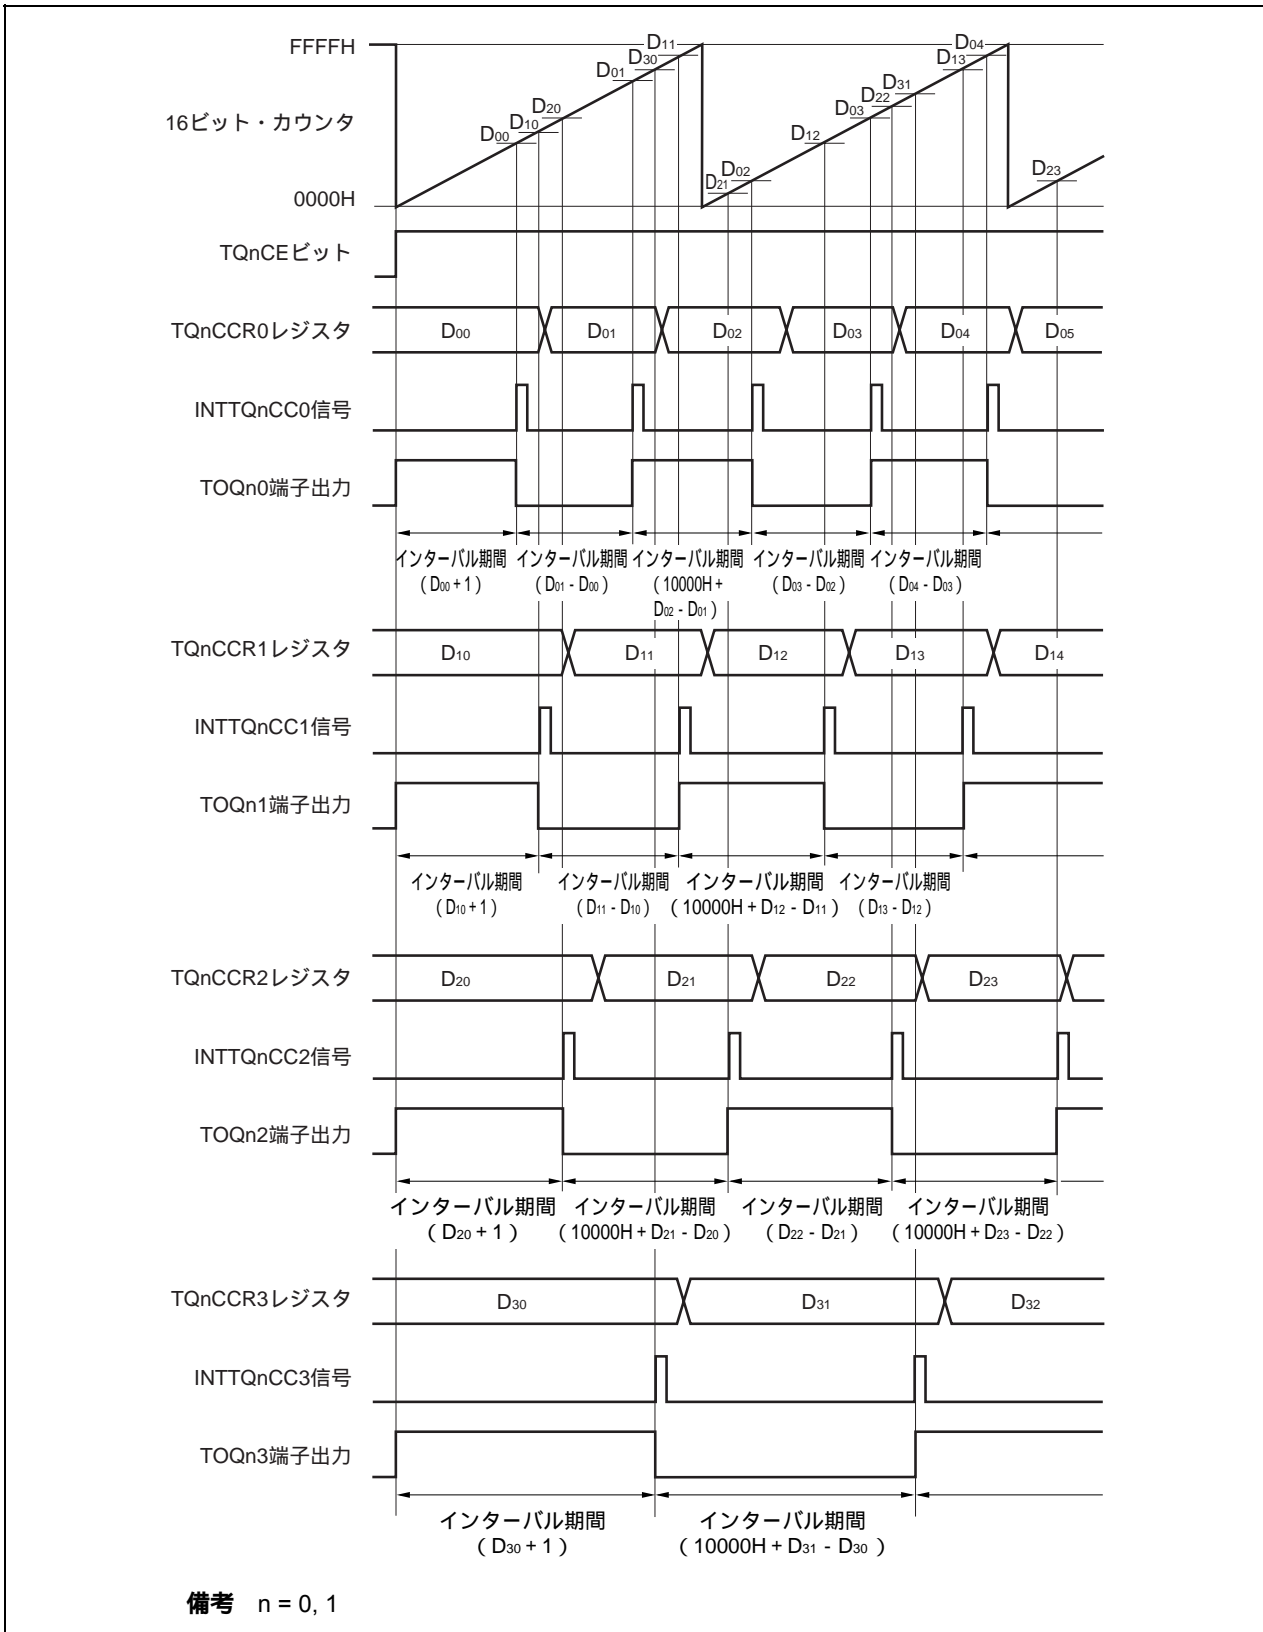 FFFFH
D11
D30
D01
D04
D13
D31
D22
16ビット・カウンタ
D20
D10
D00
D03
D12
D02
D21
D23
0000H
TQnCEビット
TQnCCR0レジスタ
D00 D01 D02 D03 D04 D05
INTTQnCC0信号
TOQn0端子出力
インターバル期間 インターバル期間 インターバル期間 インターバル期間 インターバル期間
(D00 + 1) (D01 - D00) (10000H + (D03 - D02) (D04 - D03)
D02 - D01)
TQnCCR1レジスタ
D10 D11 D12 D13 D14
INTTQnCC1信号
TOQn1端子出力
インターバル期間 インターバル期間 インターバル期間 インターバル期間
(D10 + 1) (D11 - D10) (10000H + D12 - D11) (D13 - D12)
TQnCCR2レジスタ
D20 D21 D22 D23
INTTQnCC2信号
TOQn2端子出力
インターバル期間 インターバル期間 インターバル期間 インターバル期間
(D20 + 1) (10000H + D21 - D20) (D22 - D21) (10000H + D23 - D22)
TQnCCR3レジスタ
D30 D31 D32
INTTQnCC3信号
TOQn3端子出力
インターバル期間 インターバル期間
(D30 + 1) (10000H + D31 - D30)
備考 n = 0, 1